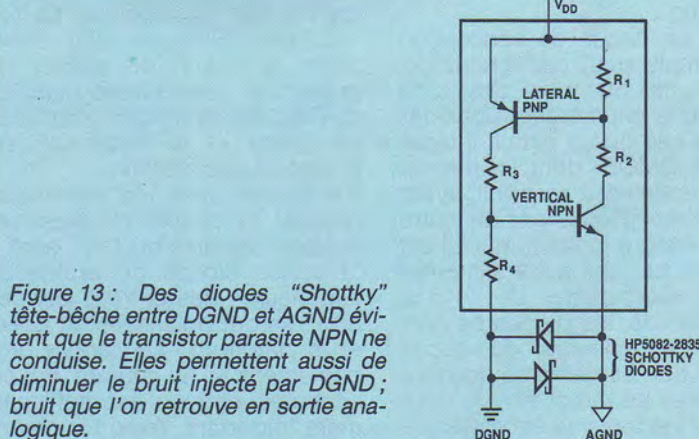 VDD
LATERAL
PNP
R1
R2
R3
VERTICAL
NPN
R4
HP5082-2835
SCHOTTKY
DIODES
DGND
AGND
Figure 13 : Des diodes “Shottky”
tête-bêche entre DGND et AGND évi-
tent que le transistor parasite NPN ne
conduise. Elles permettent aussi de
diminuer le bruit injecté par DGND ;
bruit que l'on retrouve en sortie ana-
logique.